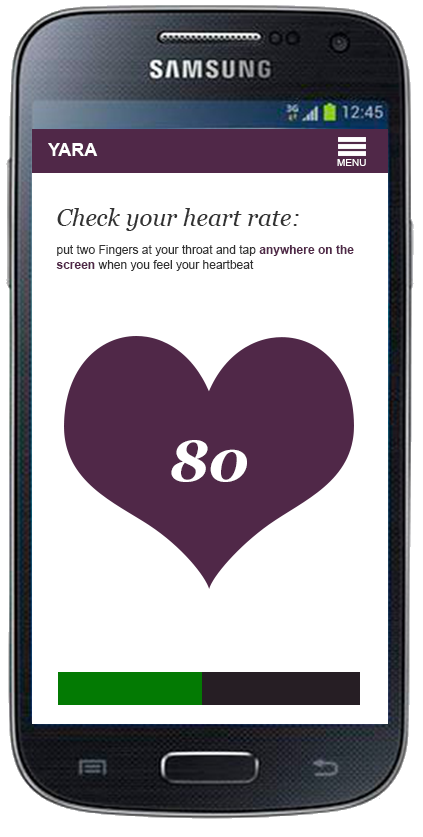 SAMSUNG
3G 12:45
YARA
MENU
Check your heart rate:
put two Fingers at your throat and tap anywhere on the
screen when you feel your heartbeat
80